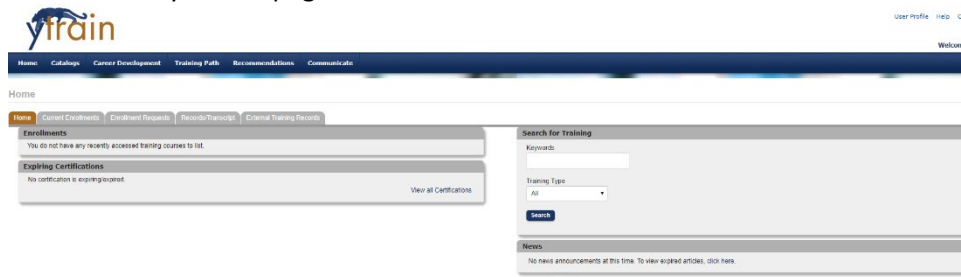 ytrain
User Profile Help
Welcom
Home Catalogs Career Development Training Path Recommendations Communicate
Home
Home Current Enrollments Enrollment Requests Records/Transcript External Training Records
Enrollments
You do not have any recently accessed training courses to list.
Expiring Certifications
No certification is expiring/expired.
View all Certifications
Search for Training
Keywords
Training Type
All
Search
News
No news announcements at this time. To view expired articles, click here.